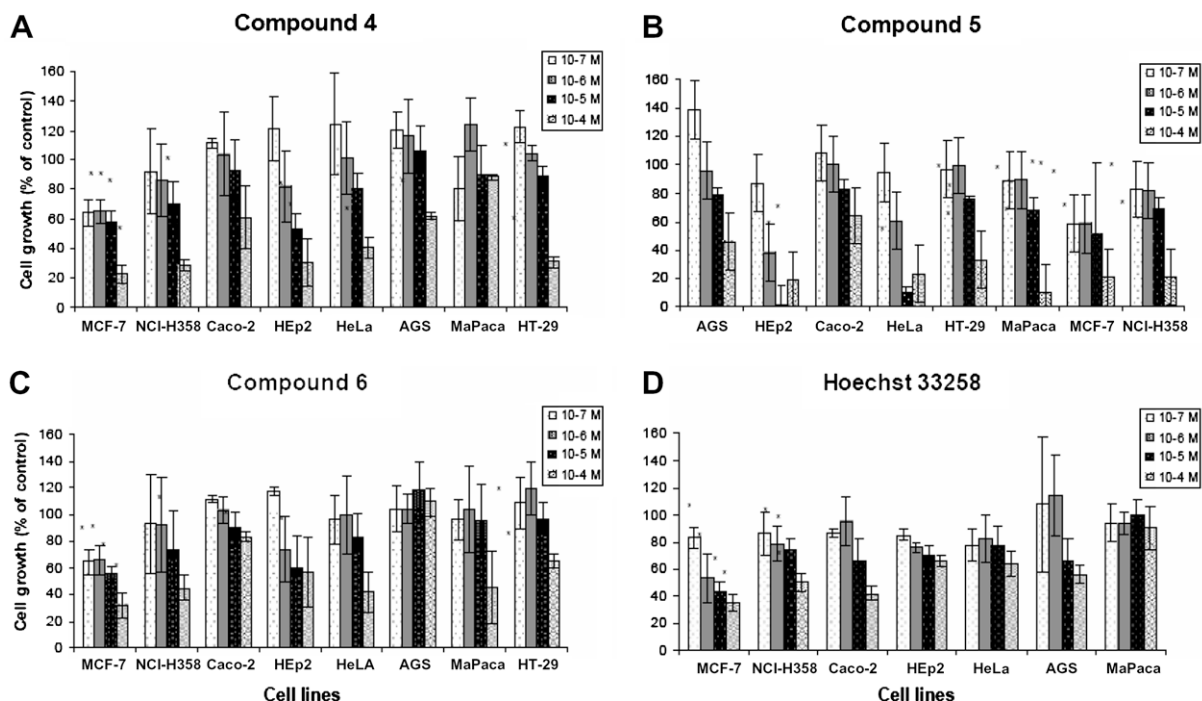 A
Compound 4
10-7 M
10-6 M
10-5 M
10-4 M
Cell growth (% of control)
160
140
120
100
80
60
40
20
0
MCF-7 NCI-H358 Caco-2 HEp2 HeLa AGS MaPaca HT-29
B
Compound 5
10-7 M
10-6 M
10-5 M
10-4 M
160
140
120
100
80
60
40
20
0
AGS HEp2 Caco-2 HeLa HT-29 MaPaca MCF-7 NCI-H358
C
Compound 6
10-7 M
10-6 M
10-5 M
10-4 M
Cell growth (% of control)
160
140
120
100
80
60
40
20
0
MCF-7 NCI-H358 Caco-2 HEp2 HeLA AGS MaPaca HT-29
Cell lines
D
Hoechst 33258
10-7 M
10-6 M
10-5 M
10-4 M
160
140
120
100
80
60
40
20
0
MCF-7 NCI-H358 Caco-2 HEp2 HeLa AGS MaPaca
Cell lines